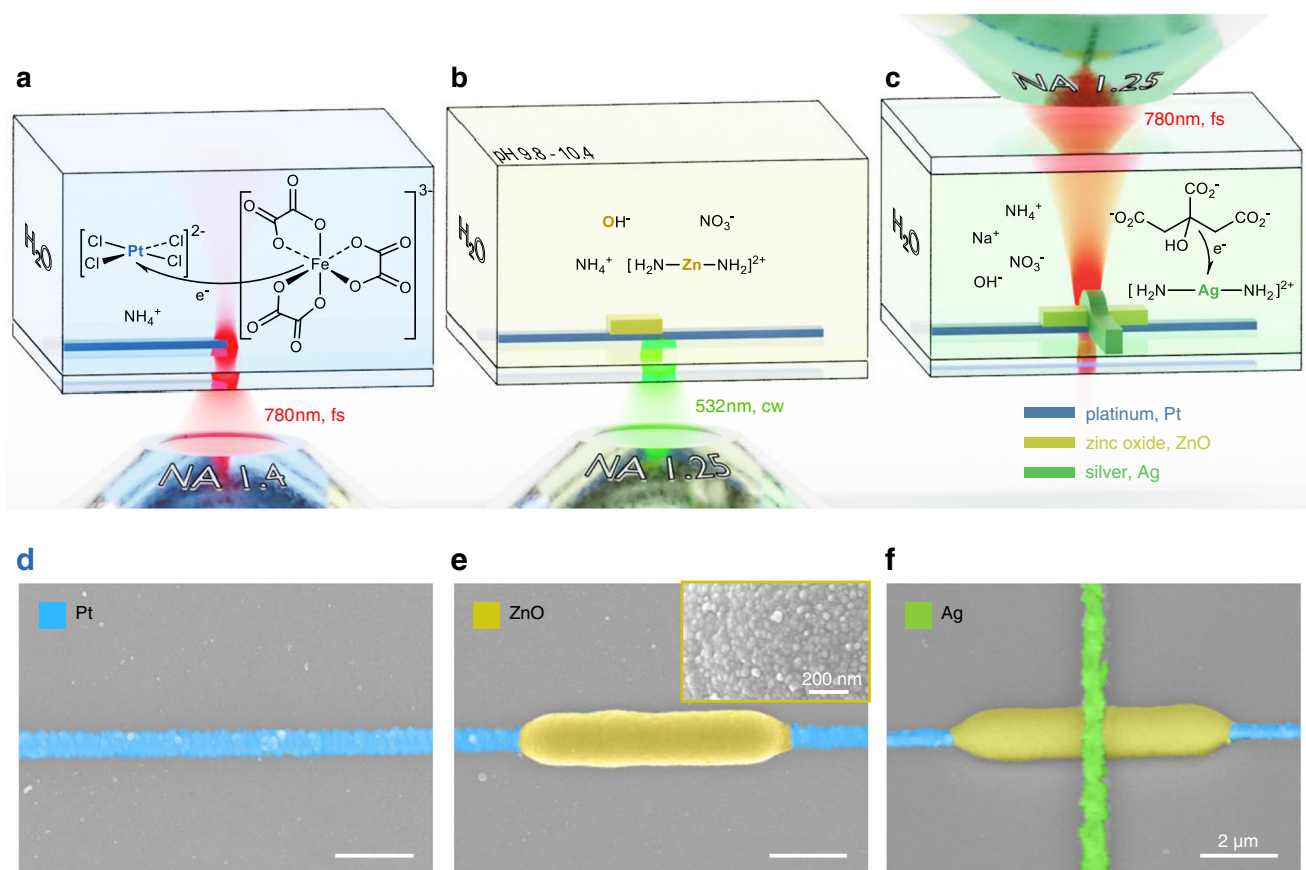 a
H₂O
[Cl Cl Pt Cl Cl]²⁻
e⁻
NH₄⁺
[Fe O O O O O O O O O O O O]³⁻
780nm, fs
NA 1.4
b
pH 9.8 - 10.4
H₂O
OH⁻
NO₃⁻
NH₄⁺
[H₂N—Zn—NH₂]²⁺
532nm, cw
NA 1.25
c
NA 1.25
780nm, fs
H₂O
NH₄⁺
Na⁺
NO₃⁻
OH⁻
CO₂⁻
⁻O₂C
CO₂⁻
HO
e⁻
[H₂N—Ag—NH₂]²⁺
platinum, Pt
zinc oxide, ZnO
silver, Ag
d
Pt
e
ZnO
200 nm
f
Ag
2 µm